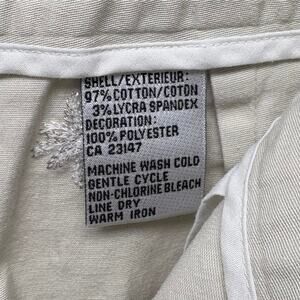 SHELL/EXTERIEUR:
97% COTTON/COTON
3% LYCRA SPANDEX
DECORATION:
100% POLYESTER
CA 23147
MACHINE WASH COLD
GENTLE CYCLE
NON-CHLORINE BLEACH
LINE DRY
WARM IRON